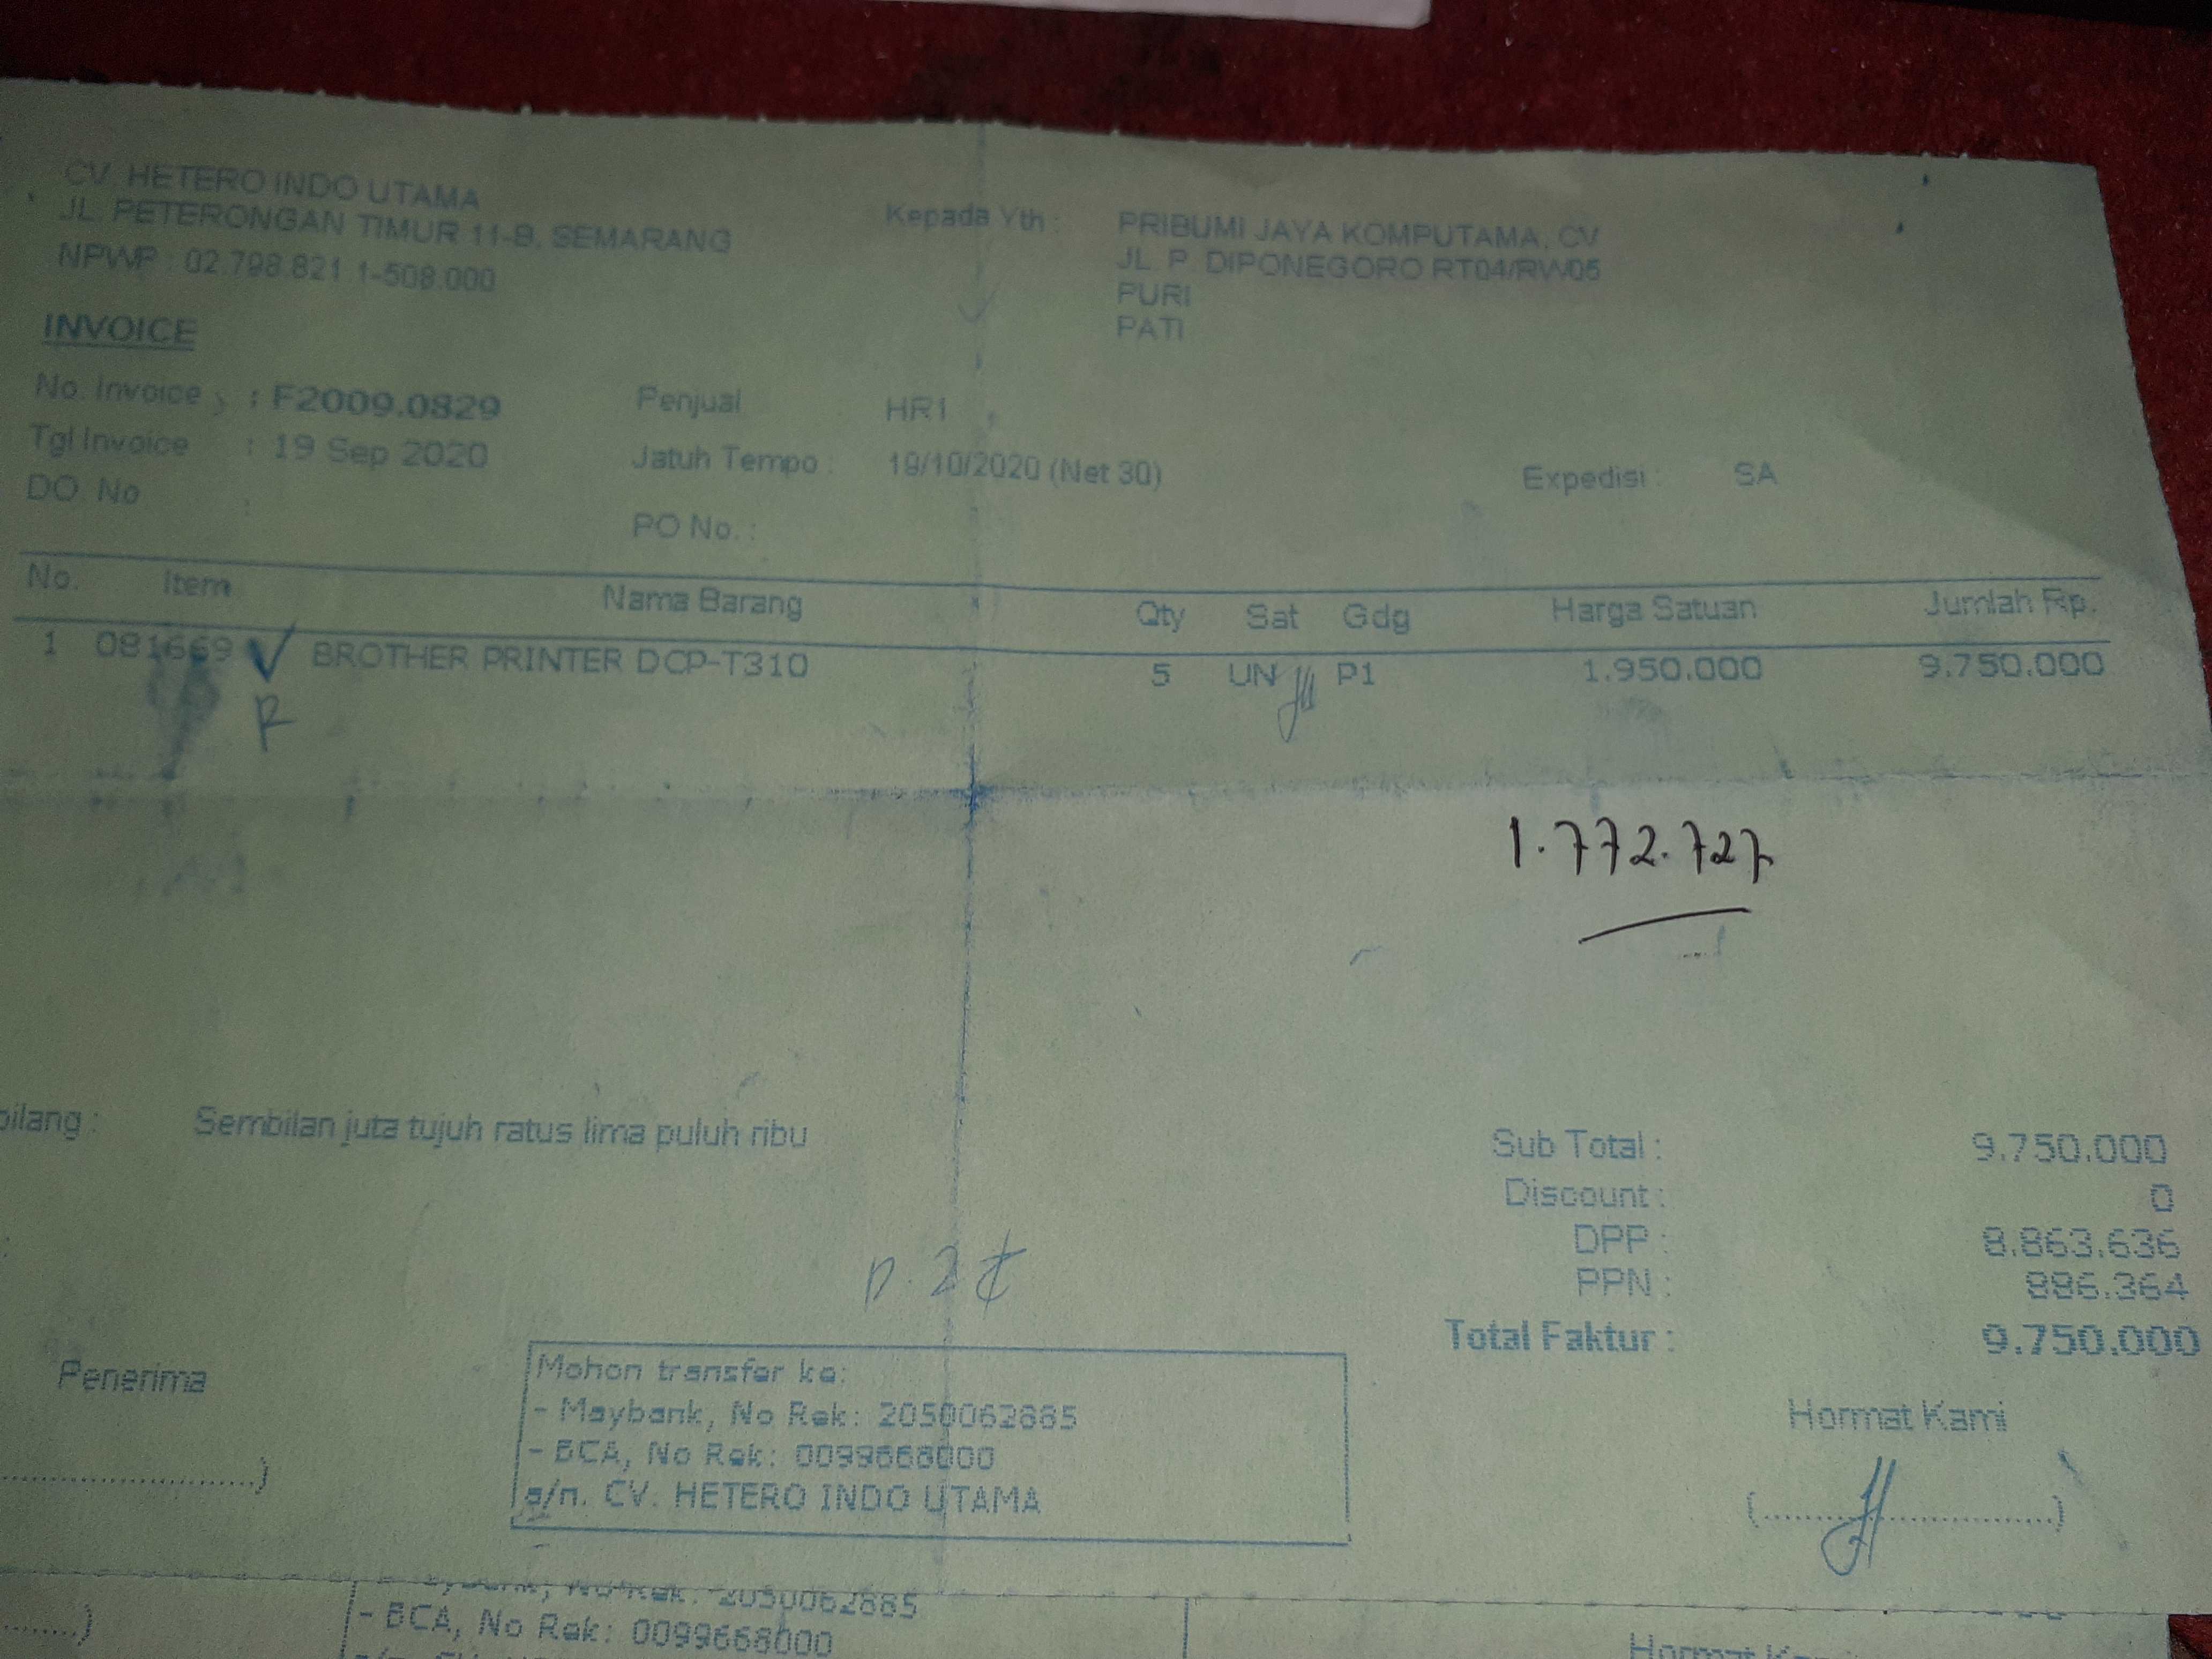 CV. HETERO INDO UTAMA
JL. PETERONGAN TIMUR 11-B, SEMARANG
NPWP : 02.798.821.1-508.000
Kepada Yth :
PRIBUMI JAYA KOMPUTAMA, CV
JL. P. DIPONEGORO RT04/RW05
PURI
PATI
INVOICE
No. Invoice : F2009.0829 Penjual HR1
Tgl Invoice : 19 Sep 2020 Jatuh Tempo : 19/10/2020 (Net 30) Expedisi : SA
DO. No : PO No. :
No. Item Nama Barang Qty Sat Gdg Harga Satuan Jumlah Rp.
1 081669 BROTHER PRINTER DCP-T310 5 UN P1 1.950.000 9.750.000
R
1.772.727
bilang : Sembilan juta tujuh ratus lima puluh ribu
Sub Total : 9.750.000
Discount : 0
DPP : 8.863.636
PPN : 886.364
Total Faktur : 9.750.000
Penerima
Mohon transfer ke:
- Maybank, No Rek: 2050062885
- BCA, No Rek: 0099668000
a/n. CV. HETERO INDO UTAMA
Hormat Kami
No Rek: 2050062885
- BCA, No Rek: 0099668000
Hormat